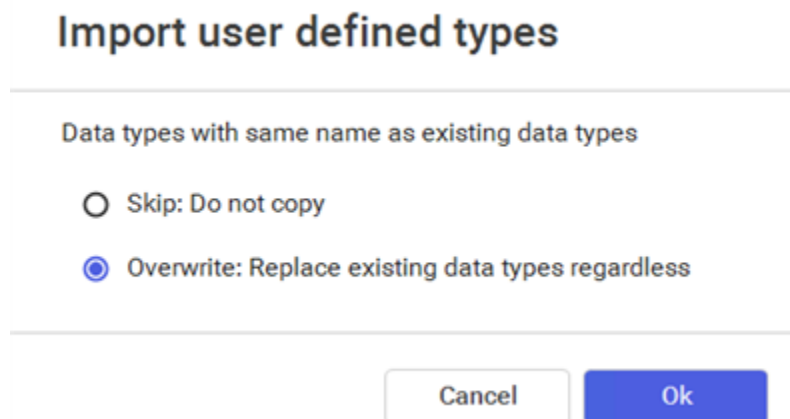 Import user defined types
Data types with same name as existing data types
Skip: Do not copy
Overwrite: Replace existing data types regardless
Cancel
Ok